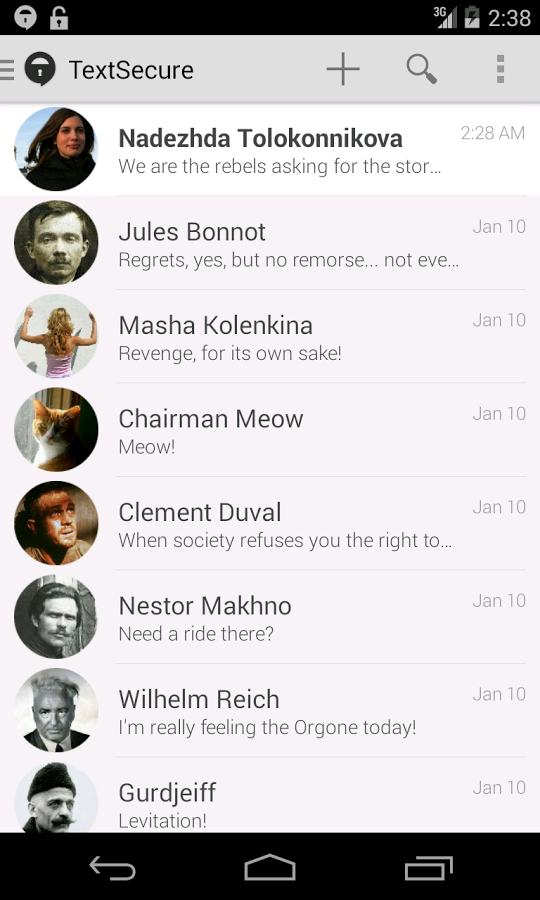 3G 2:38
TextSecure
Nadezhda Tolokonnikova 2:28 AM
We are the rebels asking for the stor...
Jules Bonnot Jan 10
Regrets, yes, but no remorse... not eve...
Masha Kolenkina Jan 10
Revenge, for its own sake!
Chairman Meow Jan 10
Meow!
Clement Duval Jan 10
When society refuses you the right to...
Nestor Makhno Jan 10
Need a ride there?
Wilhelm Reich Jan 10
I'm really feeling the Orgone today!
Gurdjeiff Jan 10
Levitation!